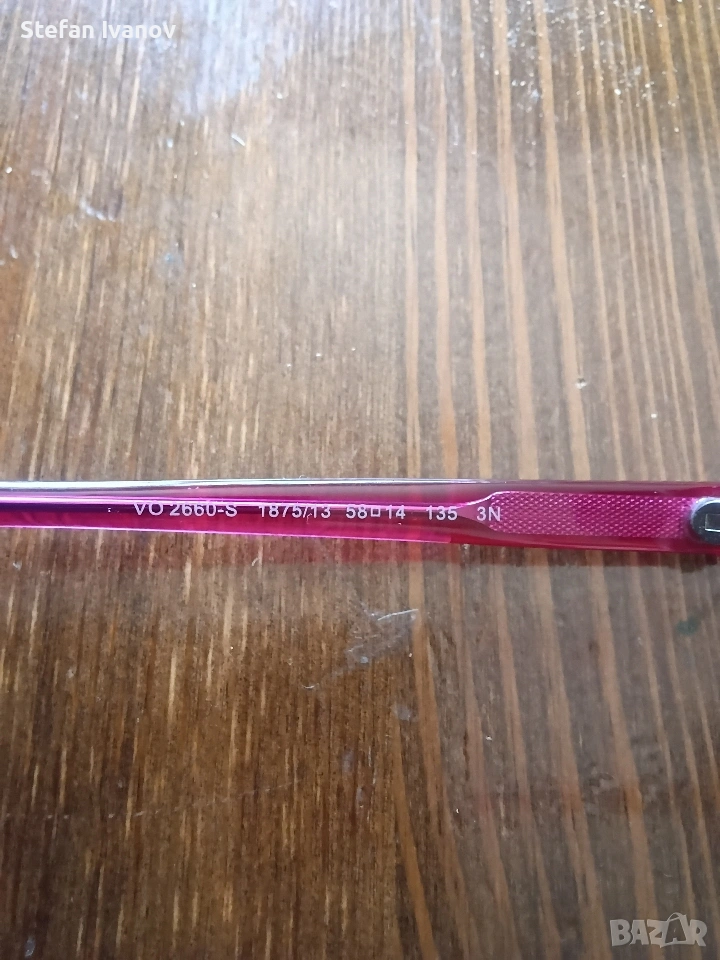 Stefan Ivanov
VO 2660-S 1875/13 58□14 135 3N
BAZAR